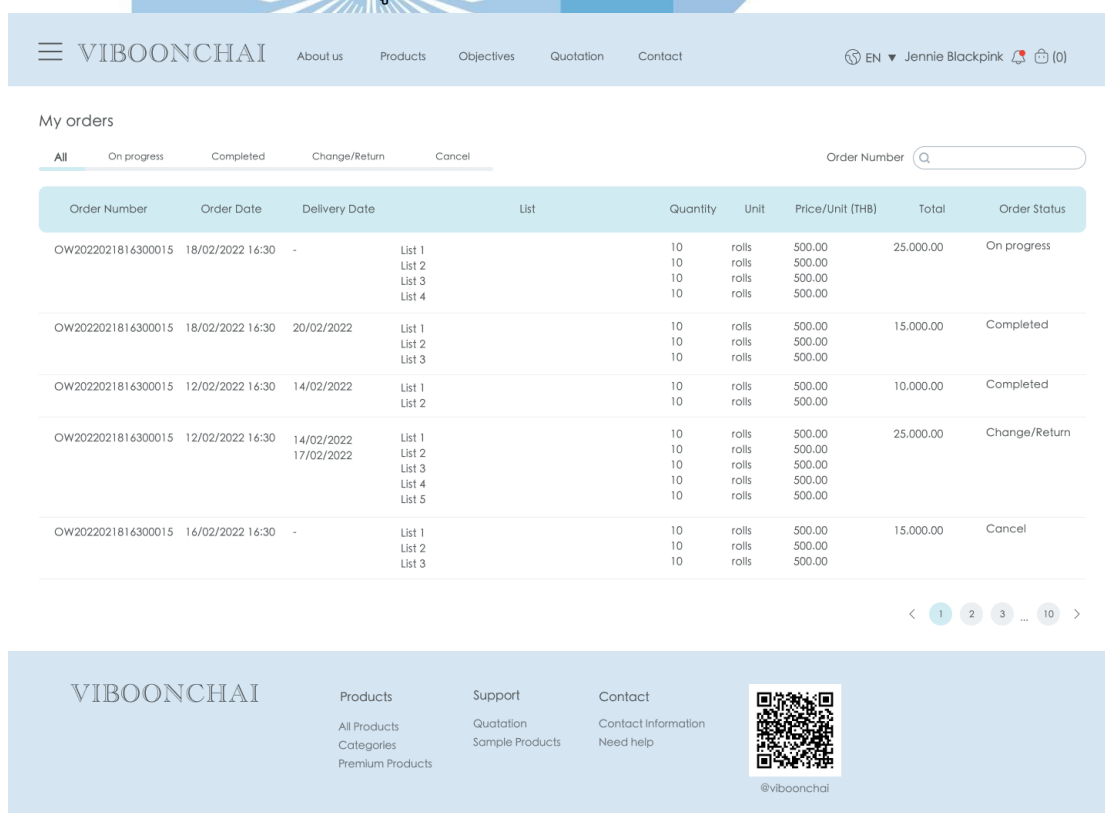 VIBOONCHAI About us Products Objectives Quotation Contact EN ▼ Jennie Blackpink (0)
My orders
All On progress Completed Change/Return Cancel Order Number
Order Number Order Date Delivery Date List Quantity Unit Price/Unit (THB) Total Order Status
OW2022021816300015 18/02/2022 16:30 - List 1 10 rolls 500.00 25.000.00 On progress
List 2 10 rolls 500.00
List 3 10 rolls 500.00
List 4 10 rolls 500.00
OW2022021816300015 18/02/2022 16:30 20/02/2022 List 1 10 rolls 500.00 15.000.00 Completed
List 2 10 rolls 500.00
List 3 10 rolls 500.00
OW2022021816300015 12/02/2022 16:30 14/02/2022 List 1 10 rolls 500.00 10.000.00 Completed
List 2 10 rolls 500.00
OW2022021816300015 12/02/2022 16:30 14/02/2022 List 1 10 rolls 500.00 25.000.00 Change/Return
17/02/2022 List 2 10 rolls 500.00
List 3 10 rolls 500.00
List 4 10 rolls 500.00
List 5 10 rolls 500.00
OW2022021816300015 16/02/2022 16:30 - List 1 10 rolls 500.00 15.000.00 Cancel
List 2 10 rolls 500.00
List 3 10 rolls 500.00
< 1 2 3 ... 10 >
VIBOONCHAI Products Support Contact
All Products Quatation Contact Information
Categories Sample Products Need help
Premium Products
@viboonchai